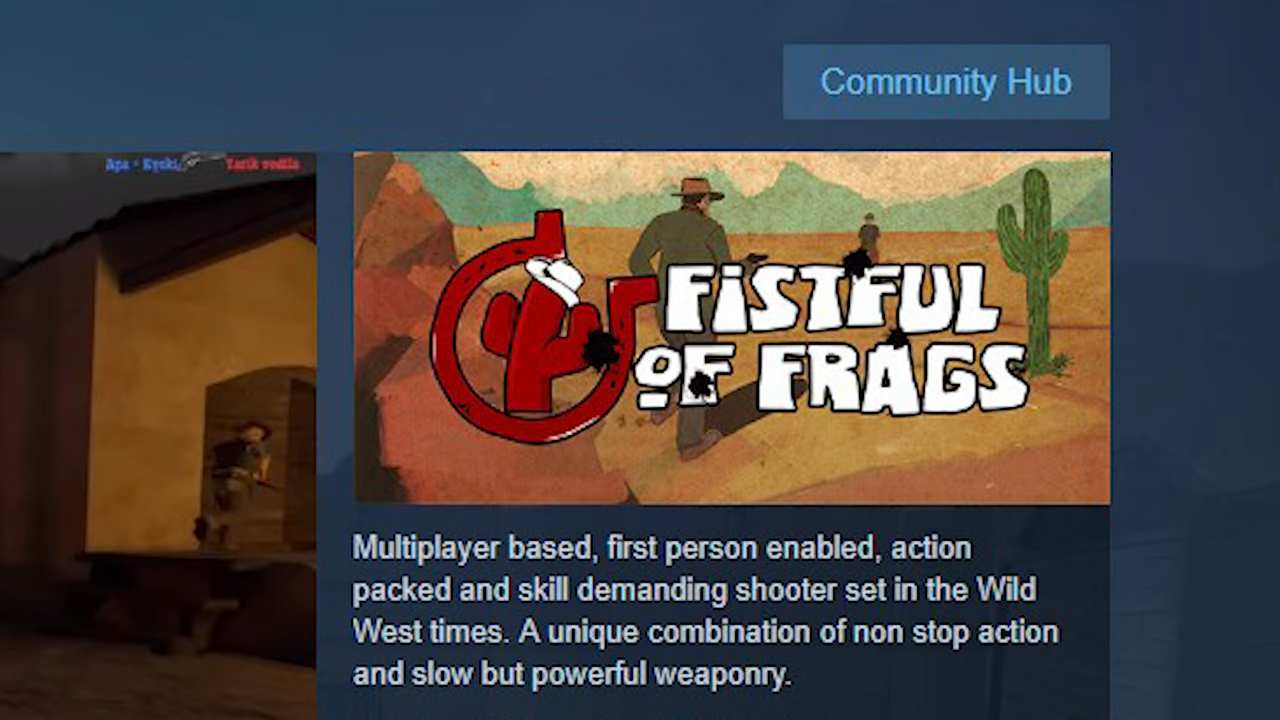 Community Hub
FiSTFUL
oF FRAGS
Multiplayer based, first person enabled, action
packed and skill demanding shooter set in the Wild
West times. A unique combination of non stop action
and slow but powerful weaponry.